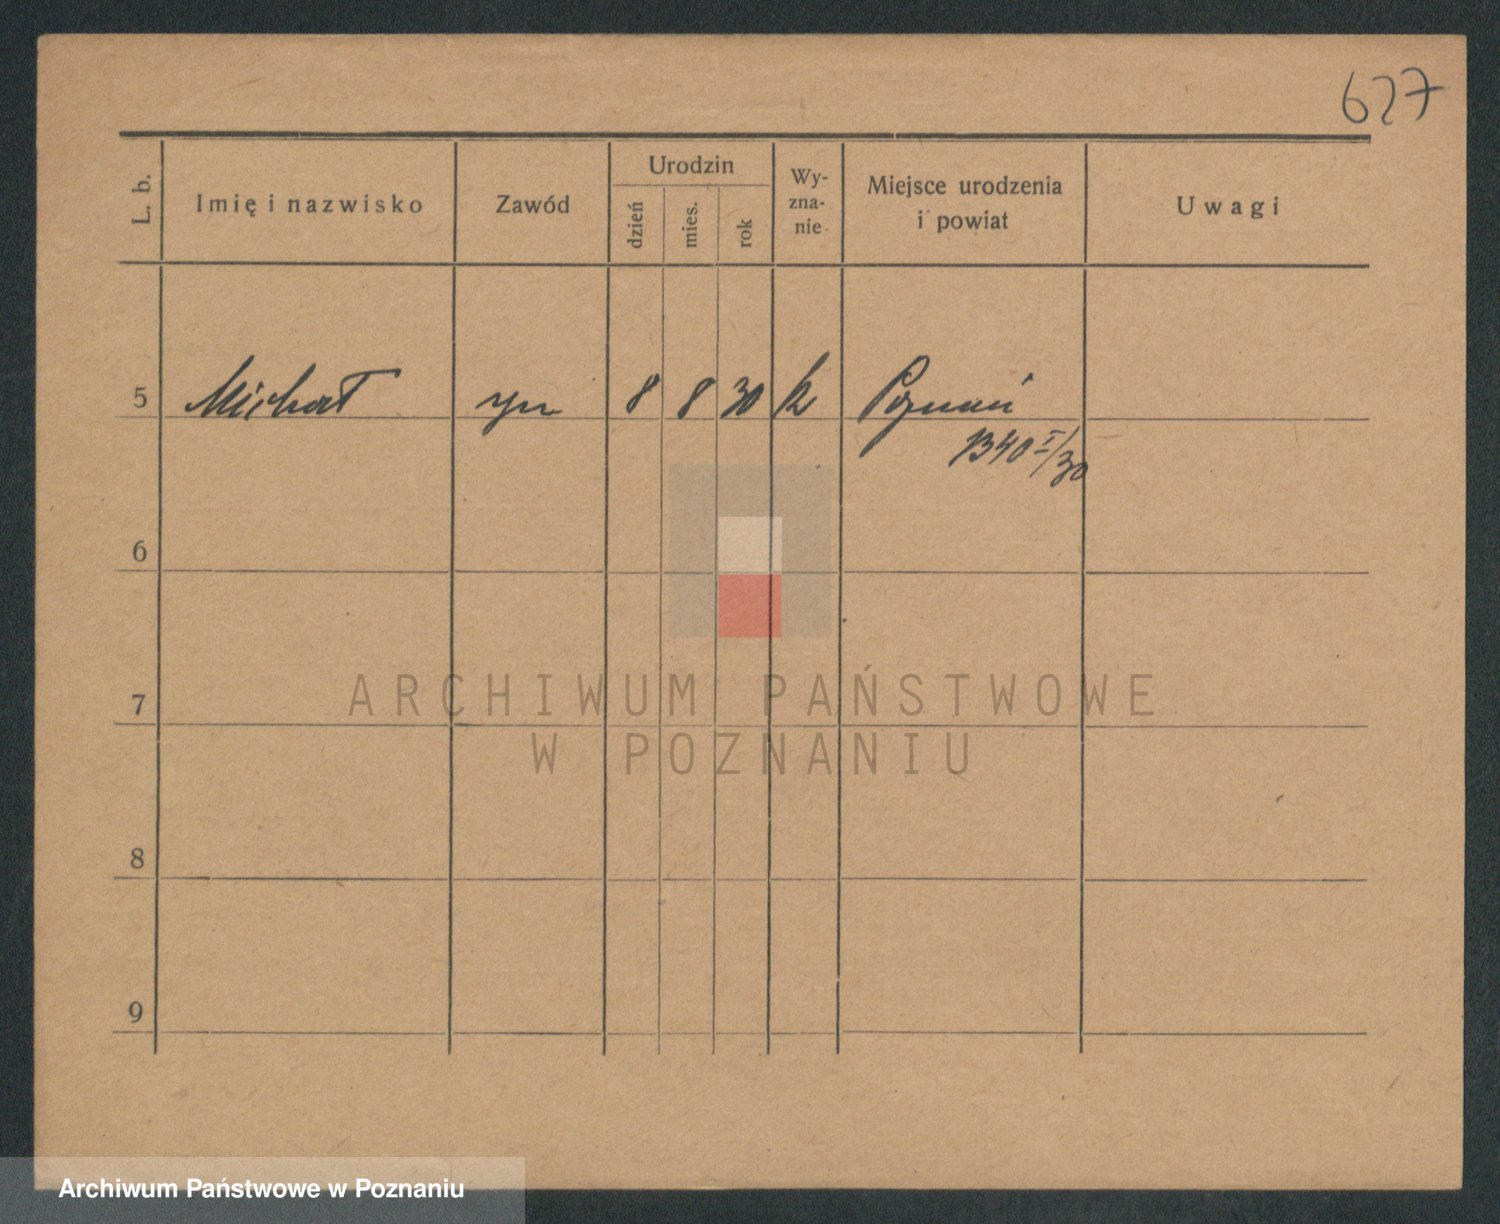 627
L. b. Imię i nazwisko Zawód Urodzin dzień mies. rok Wy-zna-nie Miejsce urodzenia i powiat Uwagi
5 Michał syn 8 8 30 k Poznań
1340 I/30
6
7
8
9
ARCHIWUM PAŃSTWOWE
W POZNANIU
Archiwum Państwowe w Poznaniu